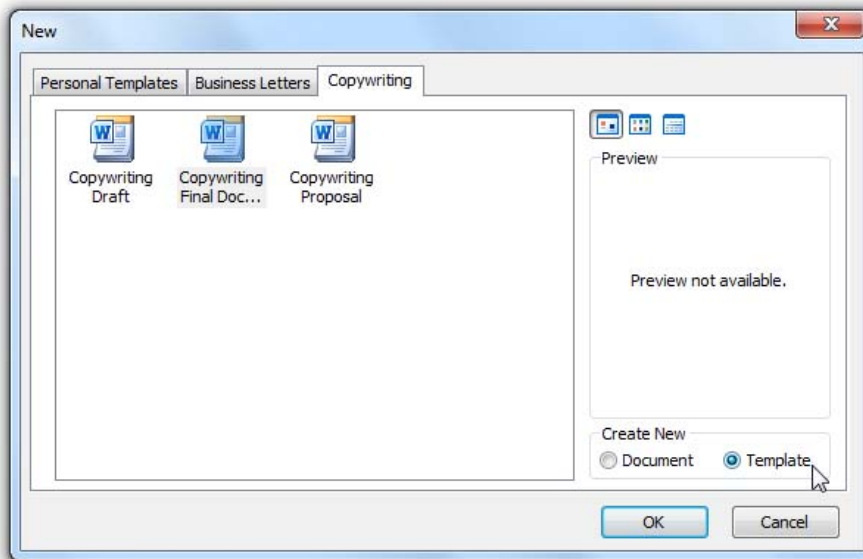 New
Personal Templates Business Letters Copywriting
Copywriting Draft
Copywriting Final Doc...
Copywriting Proposal
Preview
Preview not available.
Create New
Document Template
OK Cancel